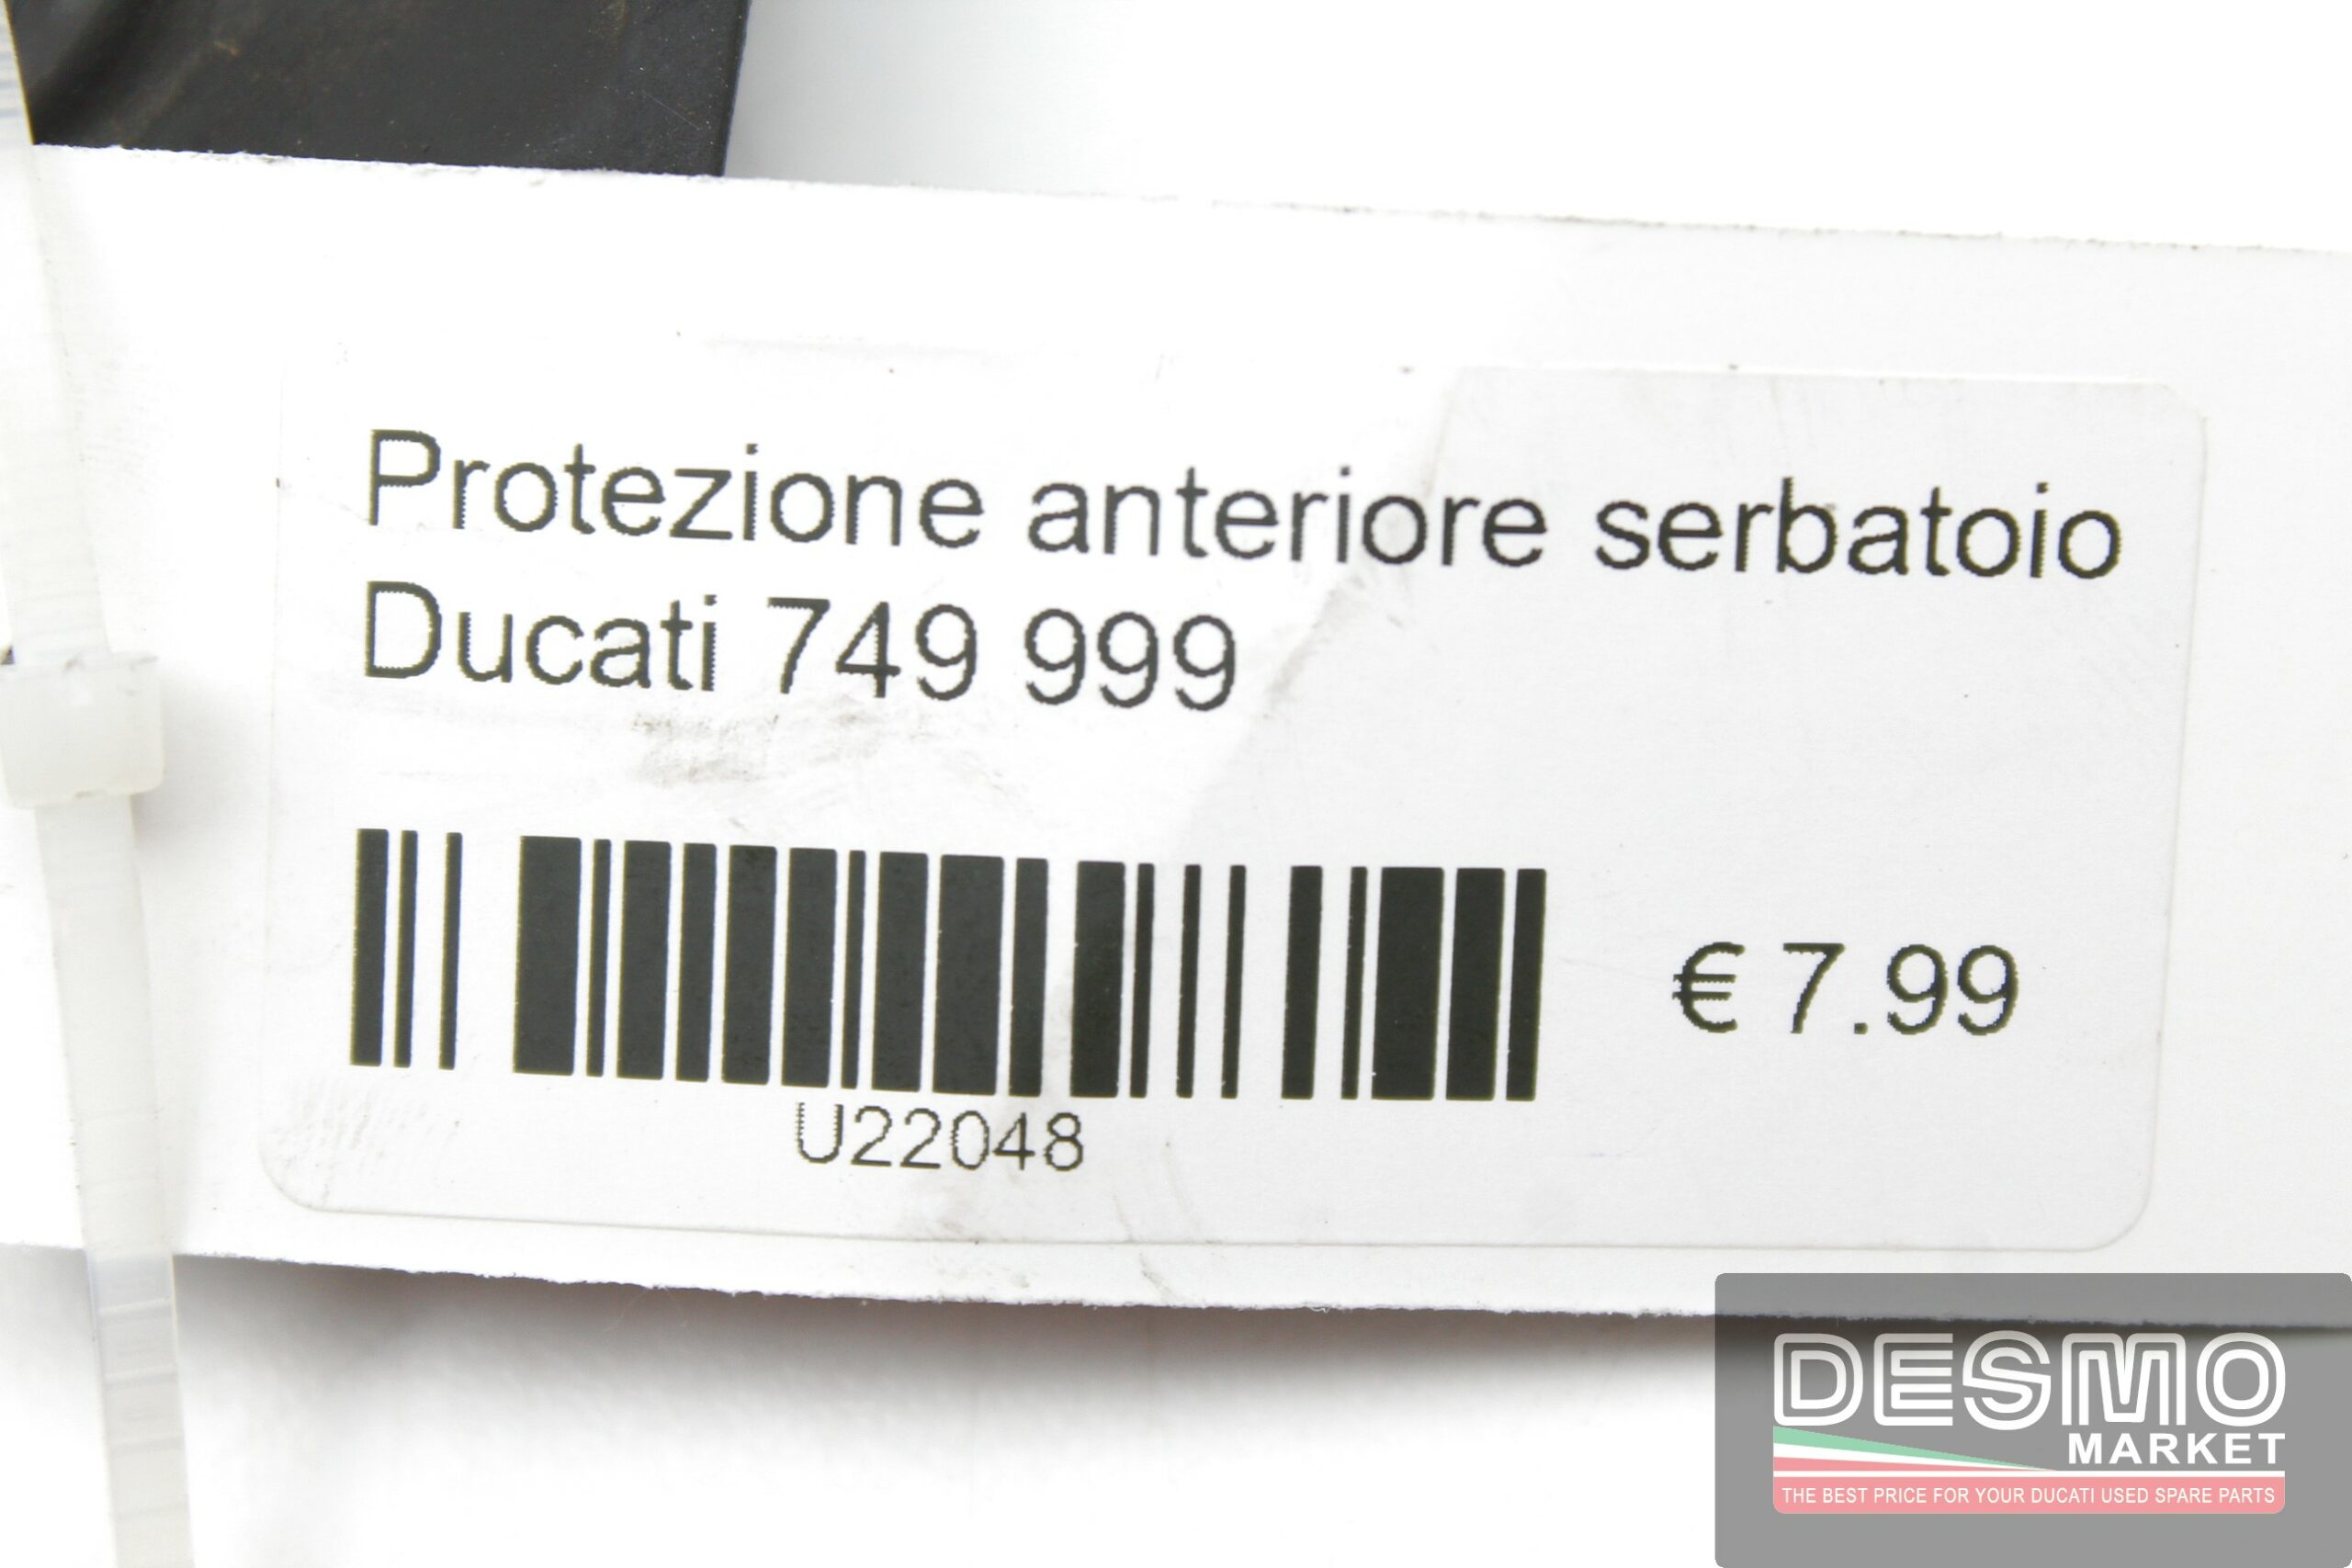 Protezione anteriore serbatoio
Ducati 749 999
€ 7.99
U22048
DESMO
MARKET
THE BEST PRICE FOR YOUR DUCATI USED SPARE PARTS